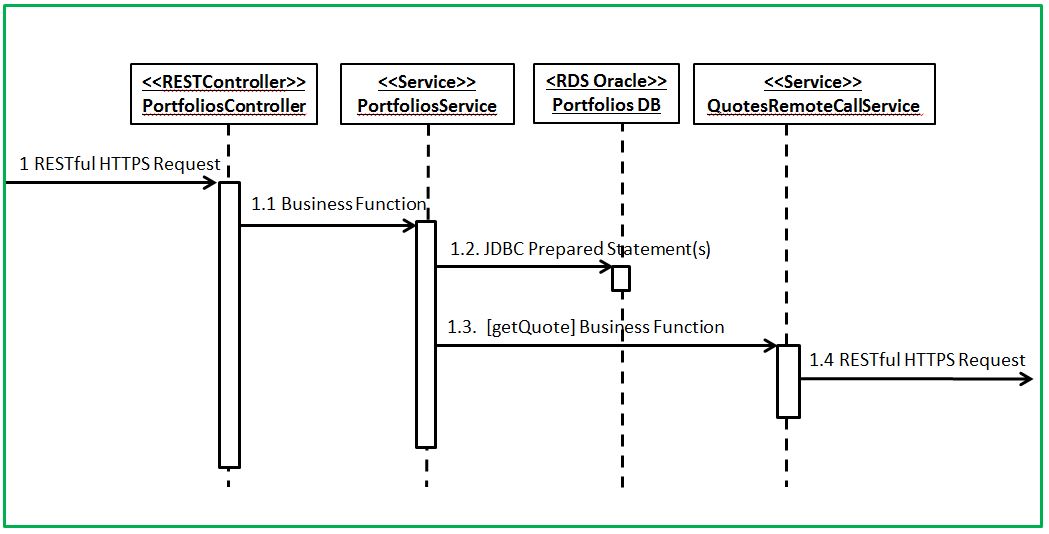 <<RESTController>>
PortfoliosController
<<Service>>
PortfoliosService
<RDS Oracle>>
Portfolios DB
<<Service>>
QuotesRemoteCallService
1 RESTful HTTPS Request
1.1 Business Function
1.2. JDBC Prepared Statement(s)
1.3. [getQuote] Business Function
1.4 RESTful HTTPS Request